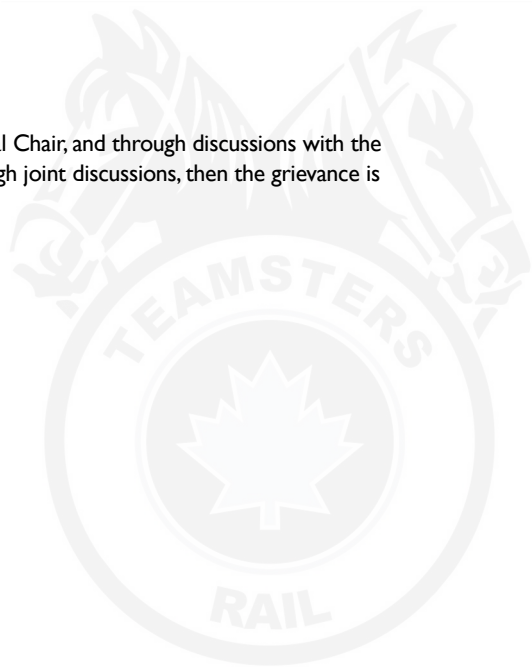 l Chair, and through discussions with the
gh joint discussions, then the grievance is
TEAMSTERS
RAIL